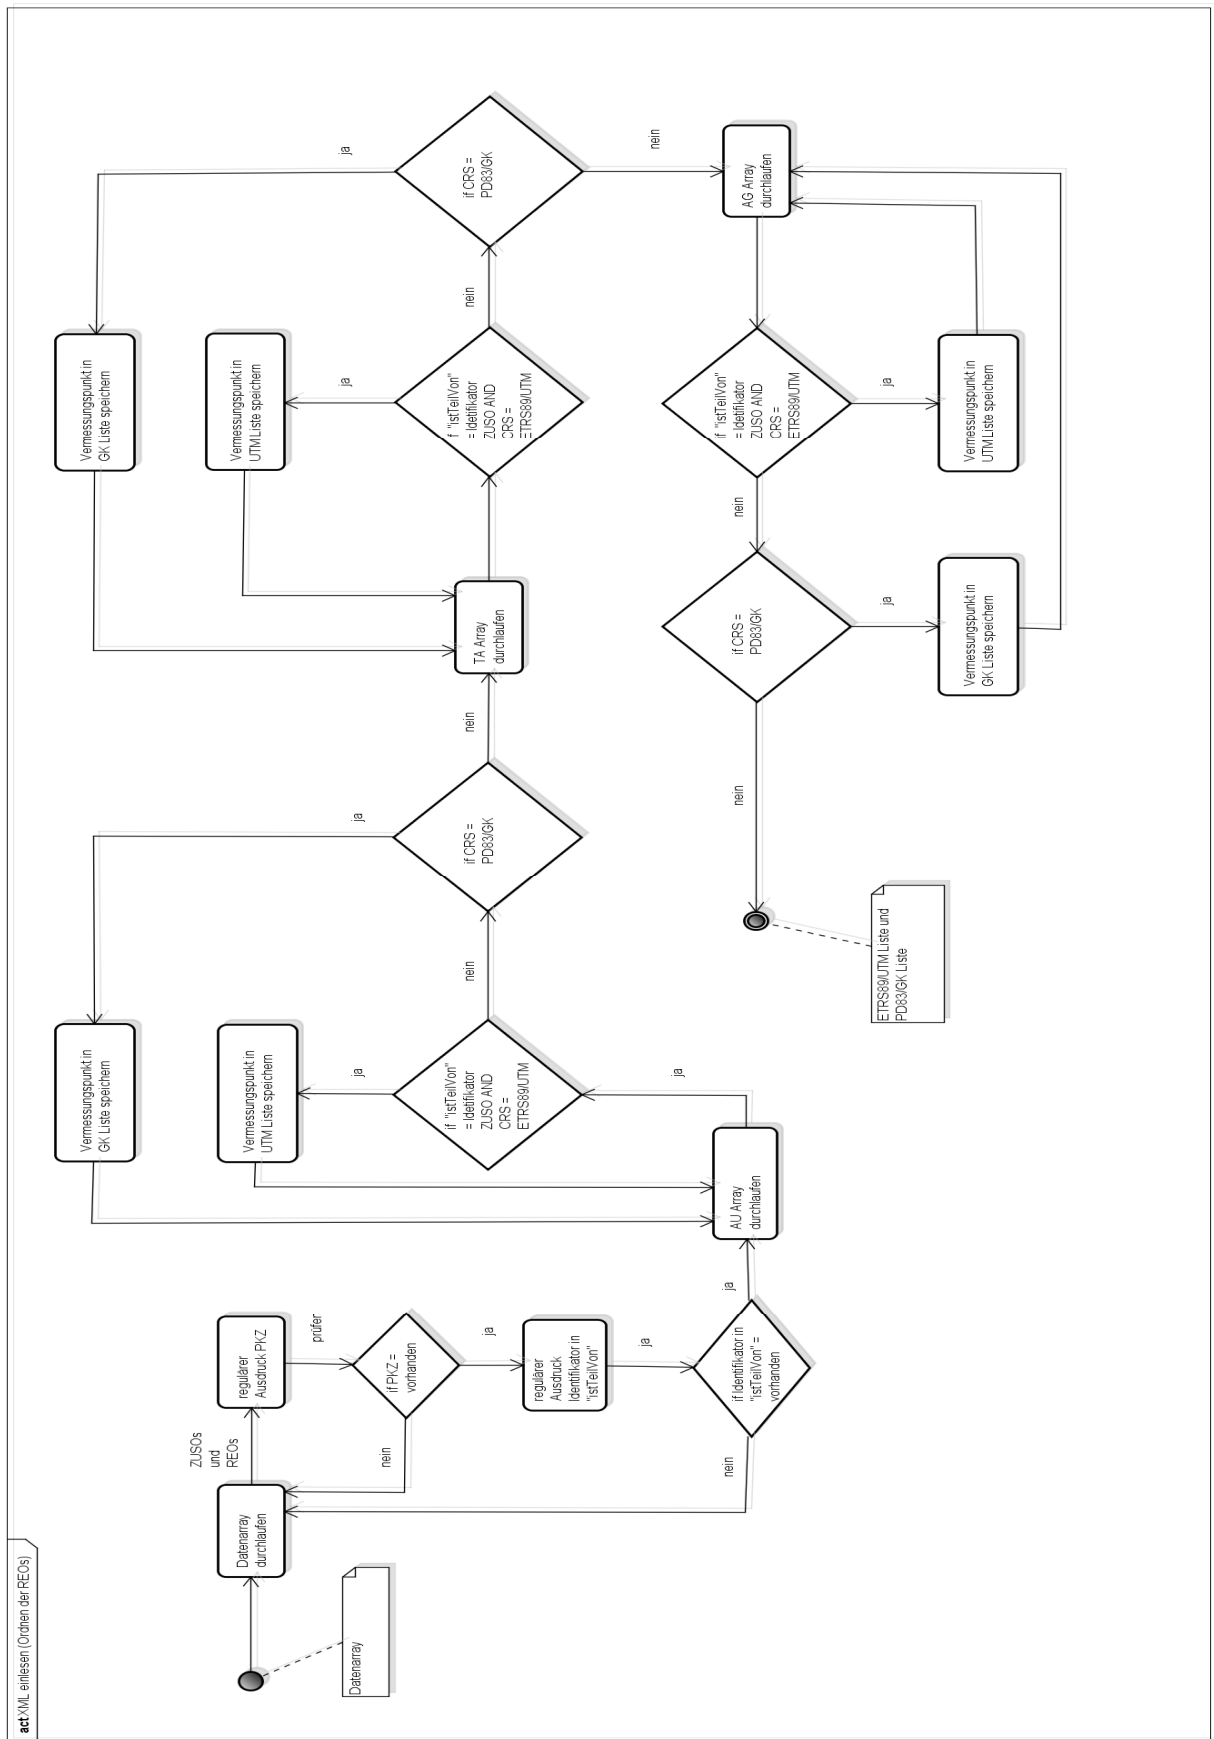 act XML einlesen (Ordnen der REOs)
Datenarray
Datenarray
durchlaufen
ZUSOs
und
REOs
regulärer
Ausdruck PKZ
prüfer
if PKZ =
vorhanden
nein
ja
regulärer
Ausdruck
Identifikator in
"istTeilVon"
ja
if Identifikator in
"istTeilVon" =
vorhanden
nein
ja
AU Array
durchlaufen
ja
if "istTeilVon"
= Idetifikator
ZUSO AND
CRS =
ETRS89/UTM
ja
Vermessungspunkt in
UTM Liste speichern
Vermessungspunkt in
GK Liste speichern
nein
if CRS =
PD83/GK
ja
nein
TA Array
durchlaufen
if "istTeilVon"
= Idetifikator
ZUSO AND
CRS =
ETRS89/UTM
ja
Vermessungspunkt in
UTM Liste speichern
Vermessungspunkt in
GK Liste speichern
nein
if CRS =
PD83/GK
ja
nein
AG Array
durchlaufen
if "istTeilVon"
= Idetifikator
ZUSO AND
CRS =
ETRS89/UTM
ja
Vermessungspunkt in
UTM Liste speichern
nein
if CRS =
PD83/GK
ja
Vermessungspunkt in
GK Liste speichern
nein
ETRS89/UTM Liste und
PD83/GK Liste